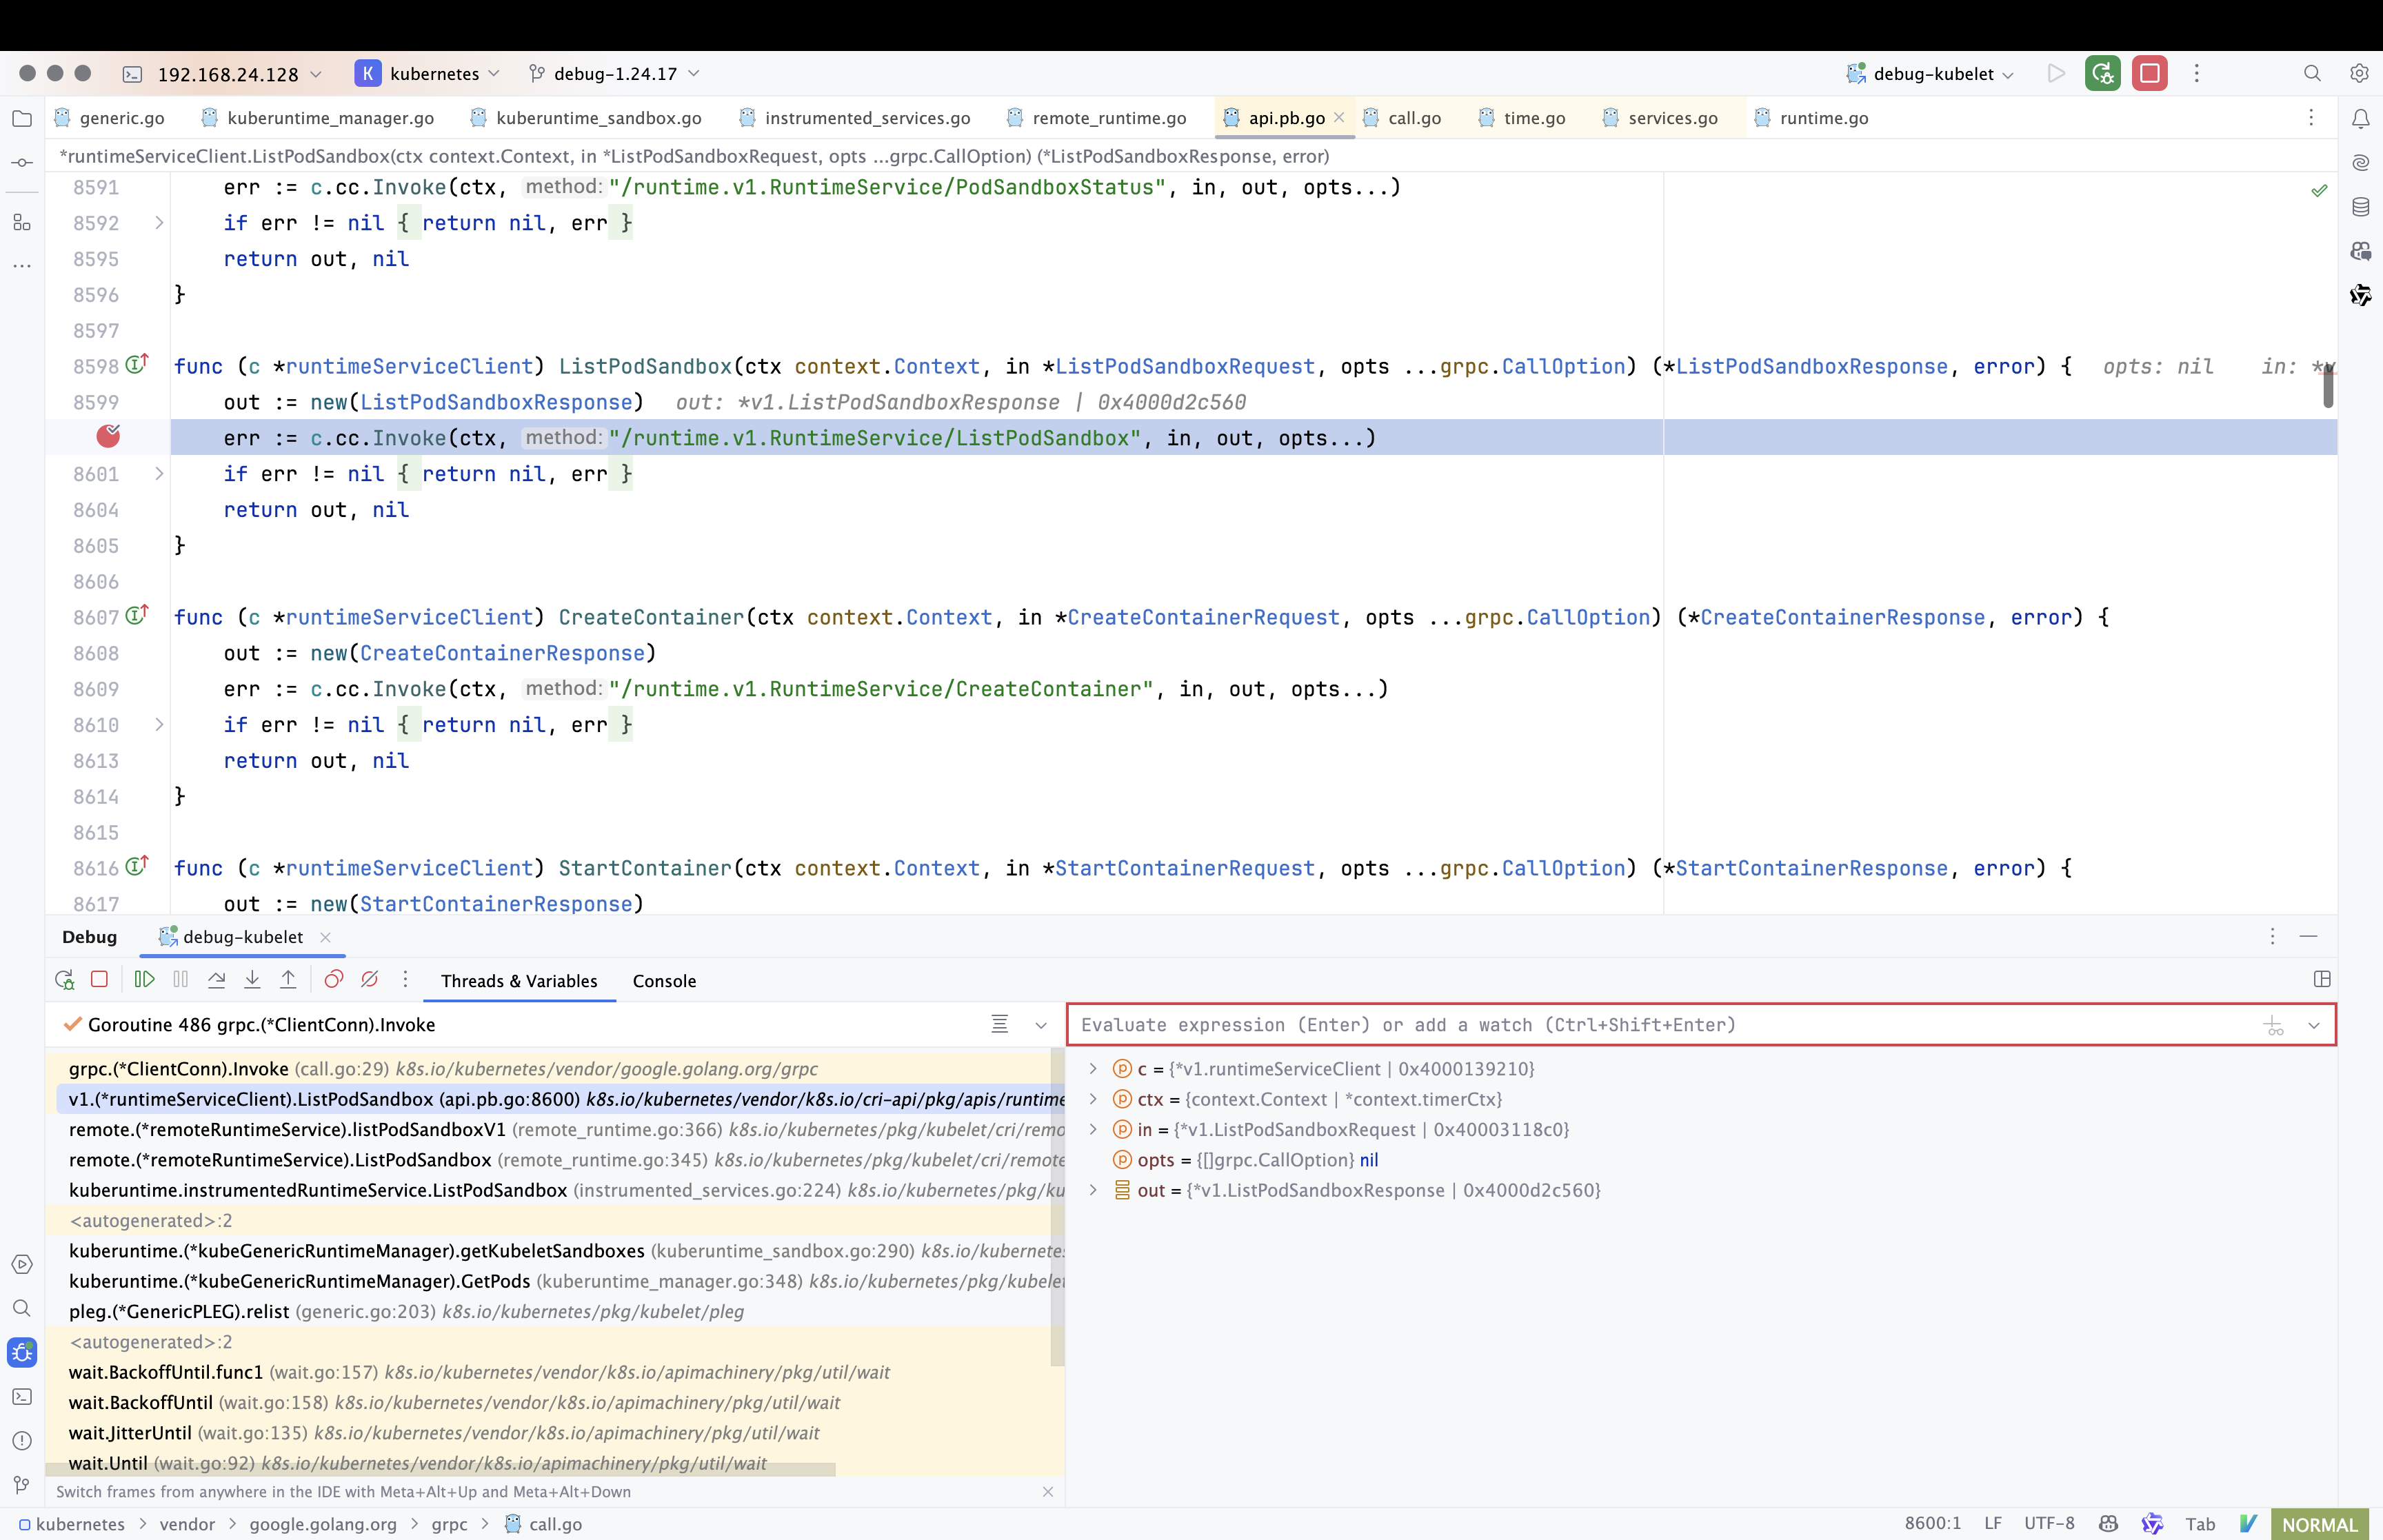 192.168.24.128 K kubernetes debug-1.24.17 debug-kubelet
generic.go kuberuntime_manager.go kuberuntime_sandbox.go instrumented_services.go remote_runtime.go api.pb.go call.go time.go services.go runtime.go
*runtimeServiceClient.ListPodSandbox(ctx context.Context, in *ListPodSandboxRequest, opts ...grpc.CallOption) (*ListPodSandboxResponse, error)
8591 err := c.cc.Invoke(ctx, method: "/runtime.v1.RuntimeService/PodSandboxStatus", in, out, opts...)
8592 if err != nil { return nil, err }
8595 return out, nil
8596 }
8597
8598 func (c *runtimeServiceClient) ListPodSandbox(ctx context.Context, in *ListPodSandboxRequest, opts ...grpc.CallOption) (*ListPodSandboxResponse, error) { opts: nil in: *v
8599 out := new(ListPodSandboxResponse) out: *v1.ListPodSandboxResponse | 0x4000d2c560
err := c.cc.Invoke(ctx, method: "/runtime.v1.RuntimeService/ListPodSandbox", in, out, opts...)
8601 if err != nil { return nil, err }
8604 return out, nil
8605 }
8606
8607 func (c *runtimeServiceClient) CreateContainer(ctx context.Context, in *CreateContainerRequest, opts ...grpc.CallOption) (*CreateContainerResponse, error) {
8608 out := new(CreateContainerResponse)
8609 err := c.cc.Invoke(ctx, method: "/runtime.v1.RuntimeService/CreateContainer", in, out, opts...)
8610 if err != nil { return nil, err }
8613 return out, nil
8614 }
8615
8616 func (c *runtimeServiceClient) StartContainer(ctx context.Context, in *StartContainerRequest, opts ...grpc.CallOption) (*StartContainerResponse, error) {
8617 out := new(StartContainerResponse)
Debug debug-kubelet
Threads & Variables Console
Goroutine 486 grpc.(*ClientConn).Invoke
grpc.(*ClientConn).Invoke (call.go:29) k8s.io/kubernetes/vendor/google.golang.org/grpc
v1.(*runtimeServiceClient).ListPodSandbox (api.pb.go:8600) k8s.io/kubernetes/vendor/k8s.io/cri-api/pkg/apis/runtime
remote.(*remoteRuntimeService).listPodSandboxV1 (remote_runtime.go:366) k8s.io/kubernetes/pkg/kubelet/cri/remo
remote.(*remoteRuntimeService).ListPodSandbox (remote_runtime.go:345) k8s.io/kubernetes/pkg/kubelet/cri/remote
kuberuntime.instrumentedRuntimeService.ListPodSandbox (instrumented_services.go:224) k8s.io/kubernetes/pkg/ku
<autogenerated>:2
kuberuntime.(*kubeGenericRuntimeManager).getKubeletSandboxes (kuberuntime_sandbox.go:290) k8s.io/kubernetes
kuberuntime.(*kubeGenericRuntimeManager).GetPods (kuberuntime_manager.go:348) k8s.io/kubernetes/pkg/kubelet
pleg.(*GenericPLEG).relist (generic.go:203) k8s.io/kubernetes/pkg/kubelet/pleg
<autogenerated>:2
wait.BackoffUntil.func1 (wait.go:157) k8s.io/kubernetes/vendor/k8s.io/apimachinery/pkg/util/wait
wait.BackoffUntil (wait.go:158) k8s.io/kubernetes/vendor/k8s.io/apimachinery/pkg/util/wait
wait.JitterUntil (wait.go:135) k8s.io/kubernetes/vendor/k8s.io/apimachinery/pkg/util/wait
wait.Until (wait.go:92) k8s.io/kubernetes/vendor/k8s.io/apimachinery/pkg/util/wait
Switch frames from anywhere in the IDE with Meta+Alt+Up and Meta+Alt+Down
Evaluate expression (Enter) or add a watch (Ctrl+Shift+Enter)
c = {*v1.runtimeServiceClient | 0x4000139210}
ctx = {context.Context | *context.timerCtx}
in = {*v1.ListPodSandboxRequest | 0x40003118c0}
opts = {[]grpc.CallOption} nil
out = {*v1.ListPodSandboxResponse | 0x4000d2c560}
kubernetes > vendor > google.golang.org > grpc > call.go 8600:1 LF UTF-8 Tab NORMAL